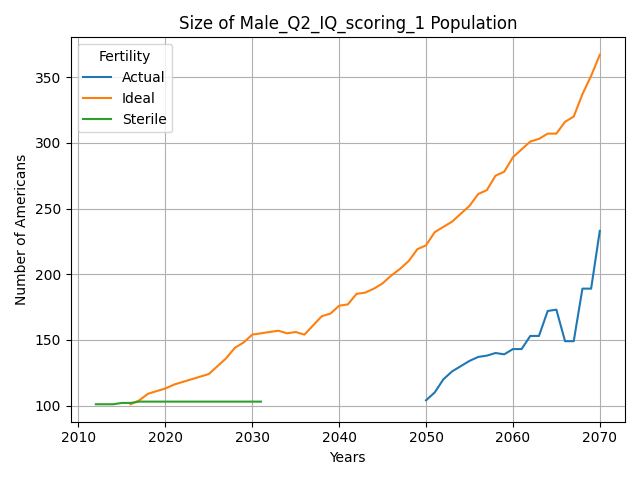 Size of Male_Q2_IQ_scoring_1 Population
Fertility
Actual
Ideal
Sterile
Number of Americans
350
300
250
200
150
100
2010 2020 2030 2040 2050 2060 2070
Years